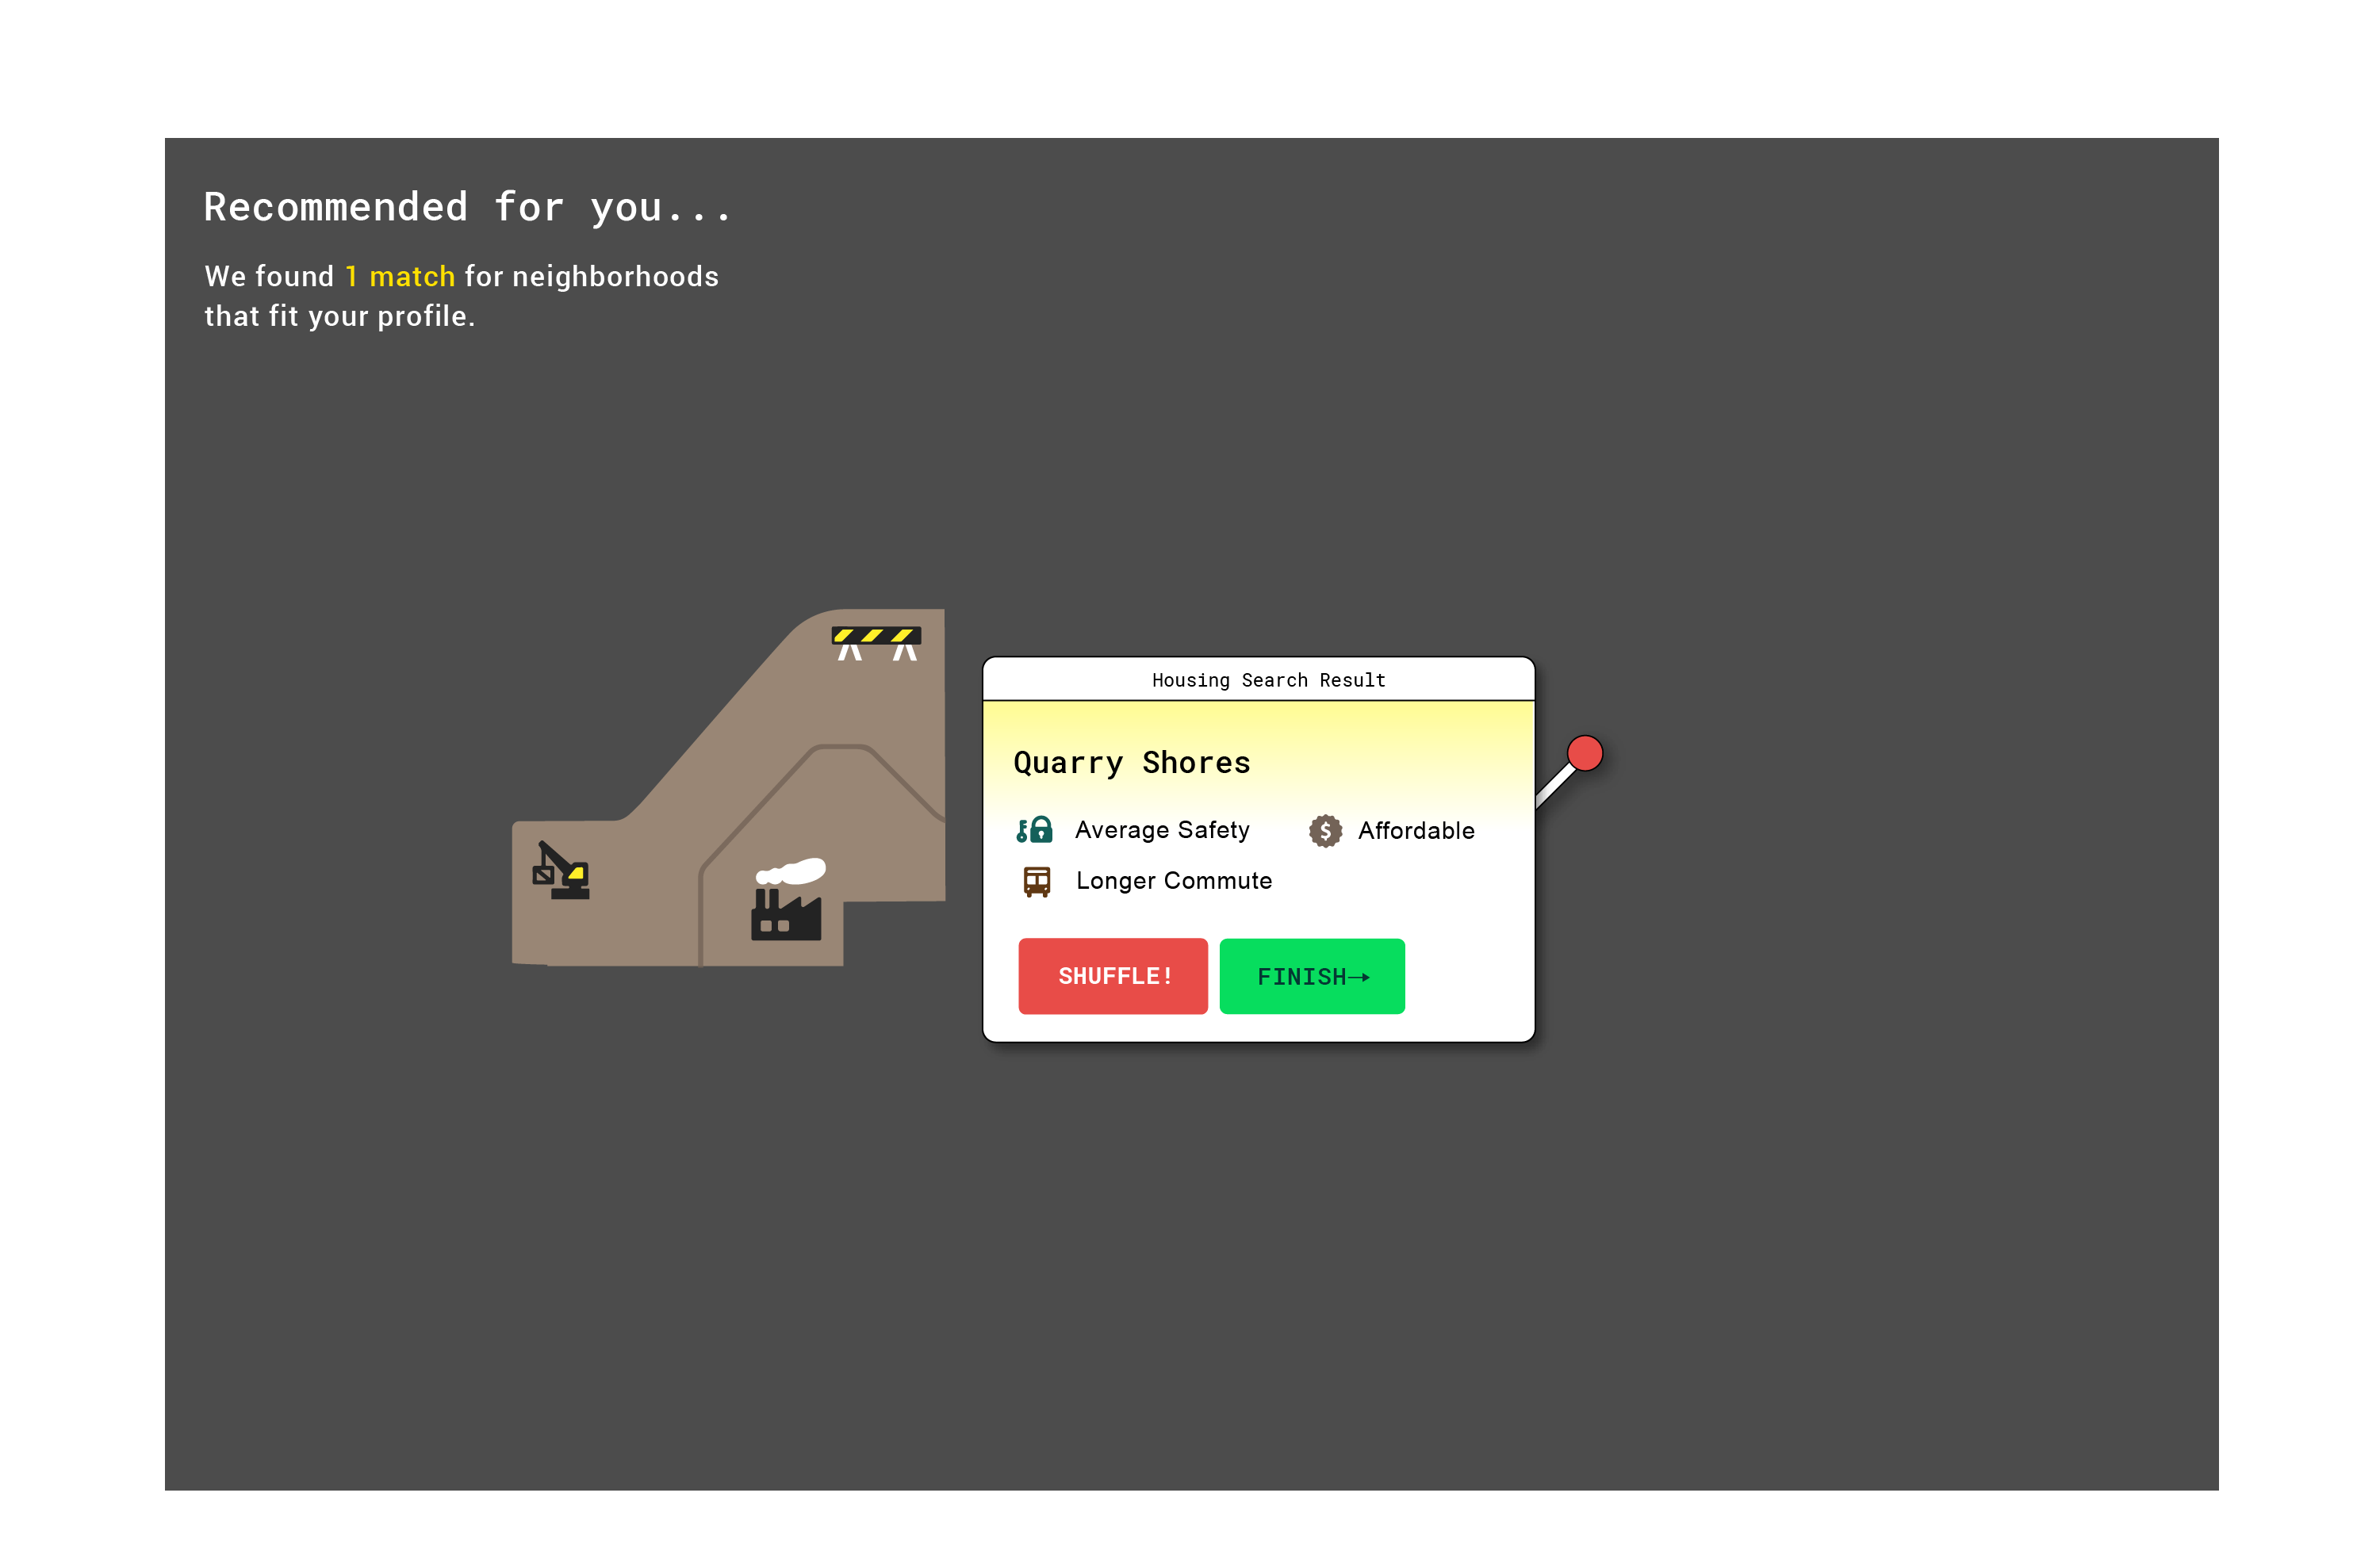 Recommended for you...
We found 1 match for neighborhoods
that fit your profile.
Housing Search Result
Quarry Shores
Average Safety
Affordable
Longer Commute
SHUFFLE!
FINISH→